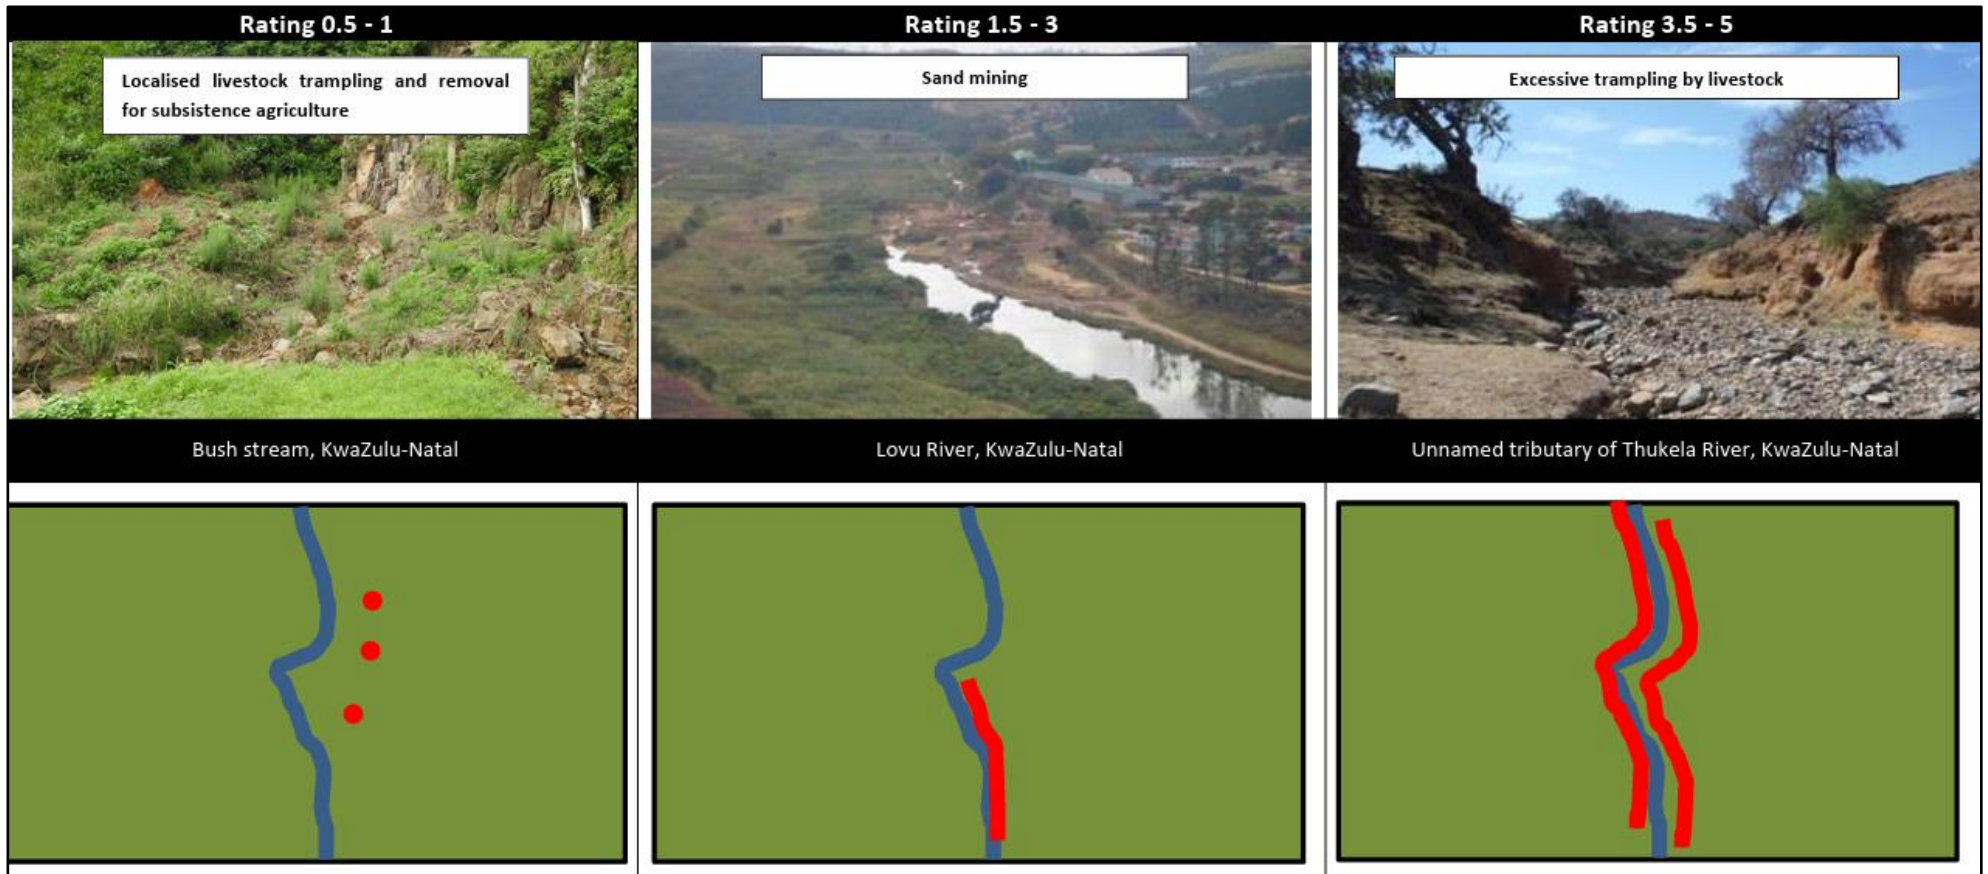 Rating 0.5 - 1
Rating 1.5 - 3
Rating 3.5 - 5
Localised livestock trampling and removal
for subsistence agriculture
Sand mining
Excessive trampling by livestock
Bush stream, KwaZulu-Natal
Lovu River, KwaZulu-Natal
Unnamed tributary of Thukela River, KwaZulu-Natal